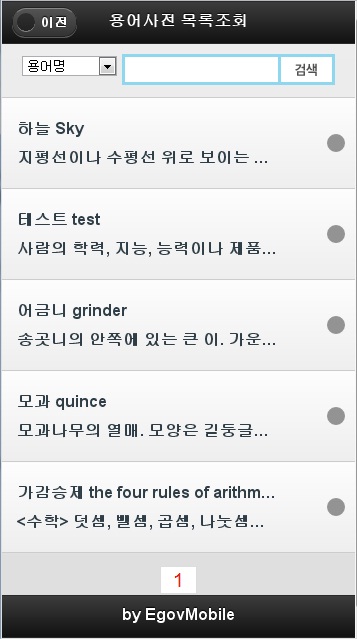 이전 용어사전 목록조회
용어명 검색
하늘 Sky
지평선이나 수평선 위로 보이는 ...
테스트 test
사람의 학력, 지능, 능력이나 제품...
어금니 grinder
송곳니의 안쪽에 있는 큰 이. 가운...
모과 quince
모과나무의 열매. 모양은 길둥글...
가감승제 the four rules of arithm...
<수학> 덧셈, 뺄셈, 곱셈, 나눗셈...
1
by EgovMobile